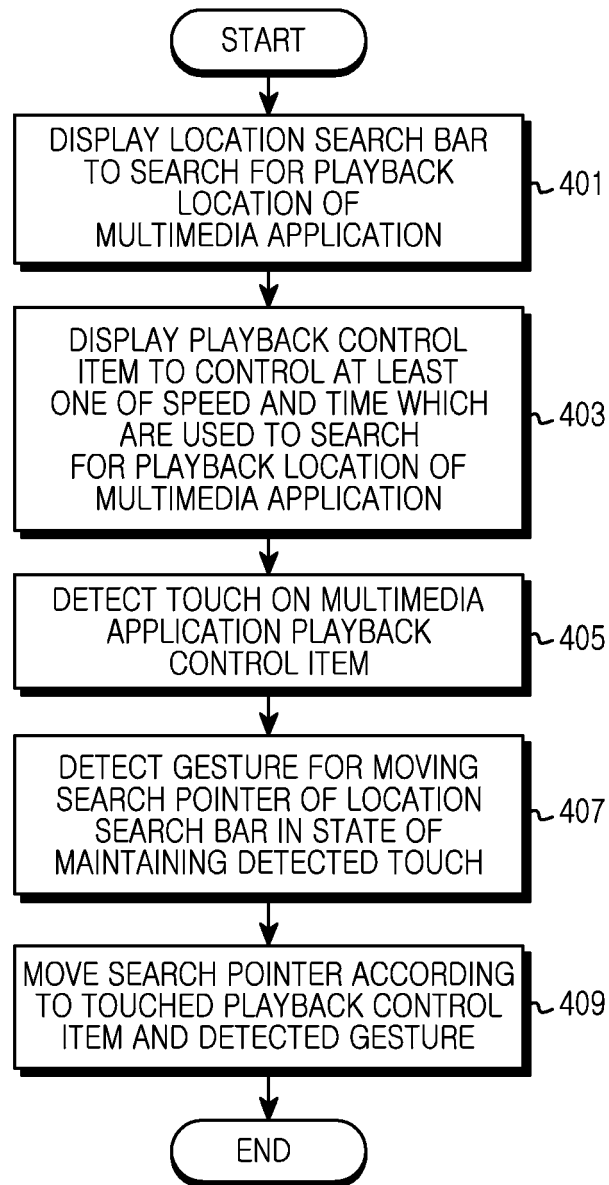 START
DISPLAY LOCATION SEARCH BAR
TO SEARCH FOR PLAYBACK
LOCATION OF
MULTIMEDIA APPLICATION
401
DISPLAY PLAYBACK CONTROL
ITEM TO CONTROL AT LEAST
ONE OF SPEED AND TIME WHICH
ARE USED TO SEARCH
FOR PLAYBACK LOCATION OF
MULTIMEDIA APPLICATION
403
DETECT TOUCH ON MULTIMEDIA
APPLICATION PLAYBACK
CONTROL ITEM
405
DETECT GESTURE FOR MOVING
SEARCH POINTER OF LOCATION
SEARCH BAR IN STATE OF
MAINTAINING DETECTED TOUCH
407
MOVE SEARCH POINTER ACCORDING
TO TOUCHED PLAYBACK CONTROL
ITEM AND DETECTED GESTURE
409
END